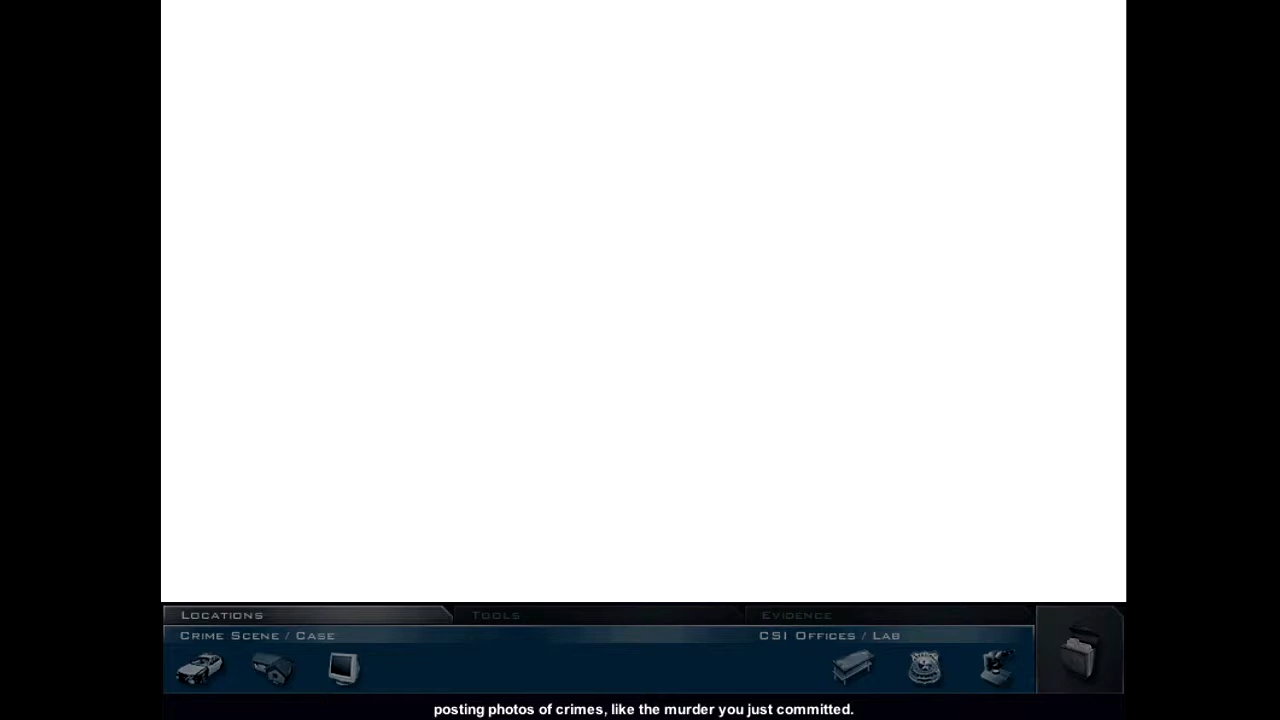 LOCATIONS
TOOLS
EVIDENCE
CRIME SCENE / CASE
CSI OFFICES / LAB
posting photos of crimes, like the murder you just committed.